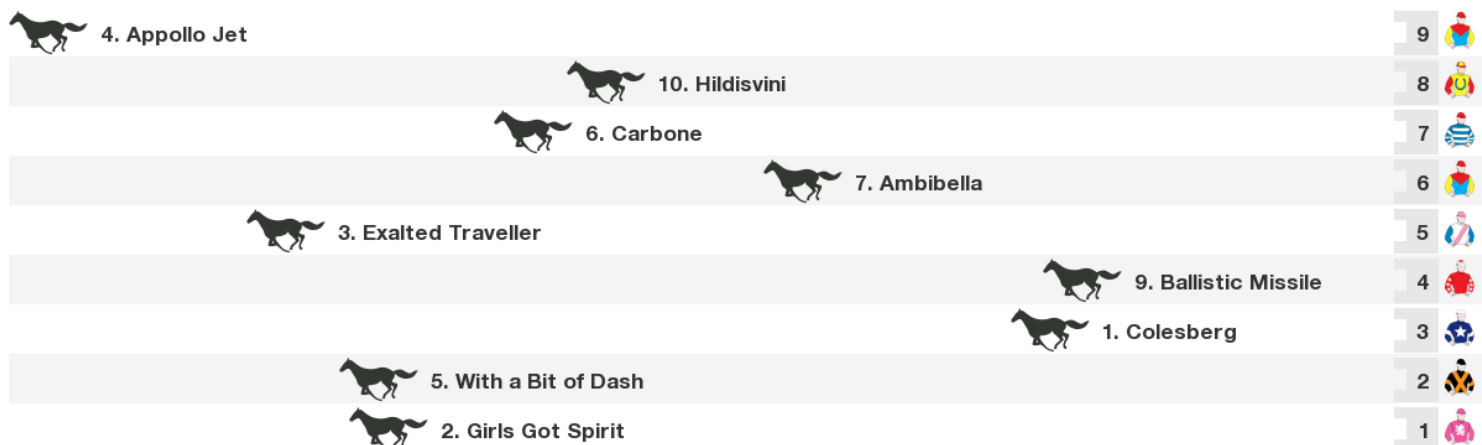 4. Appollo Jet 9
10. Hildisvini 8
6. Carbone 7
7. Ambibella 6
3. Exalted Traveller 5
9. Ballistic Missile 4
1. Colesberg 3
5. With a Bit of Dash 2
2. Girls Got Spirit 1